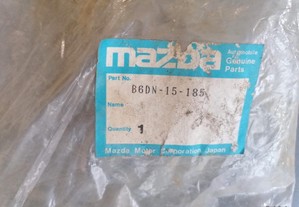 mazda
Automobile
Genuine
Parts
Part No.
B6DN-15-185
Name
Quantity 1
Mazda Motor Corporation Japan